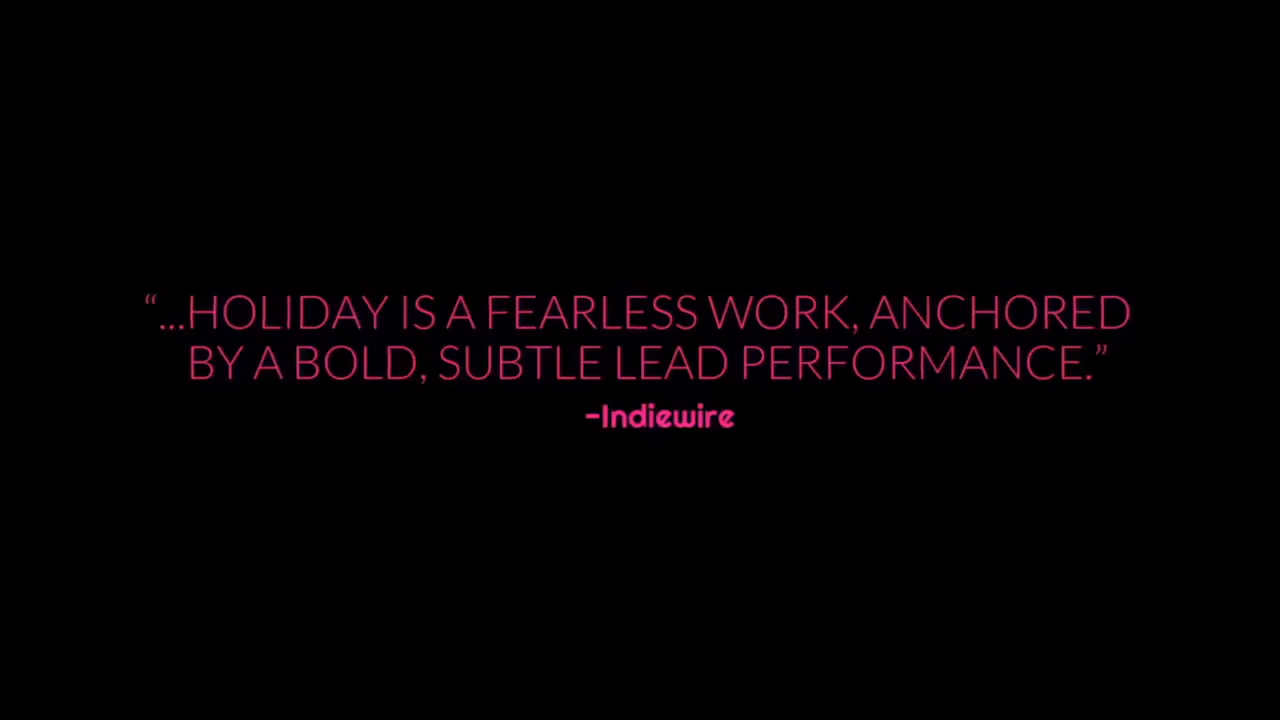 “...HOLIDAY IS A FEARLESS WORK, ANCHORED
BY A BOLD, SUBTLE LEAD PERFORMANCE.”
-Indiewire